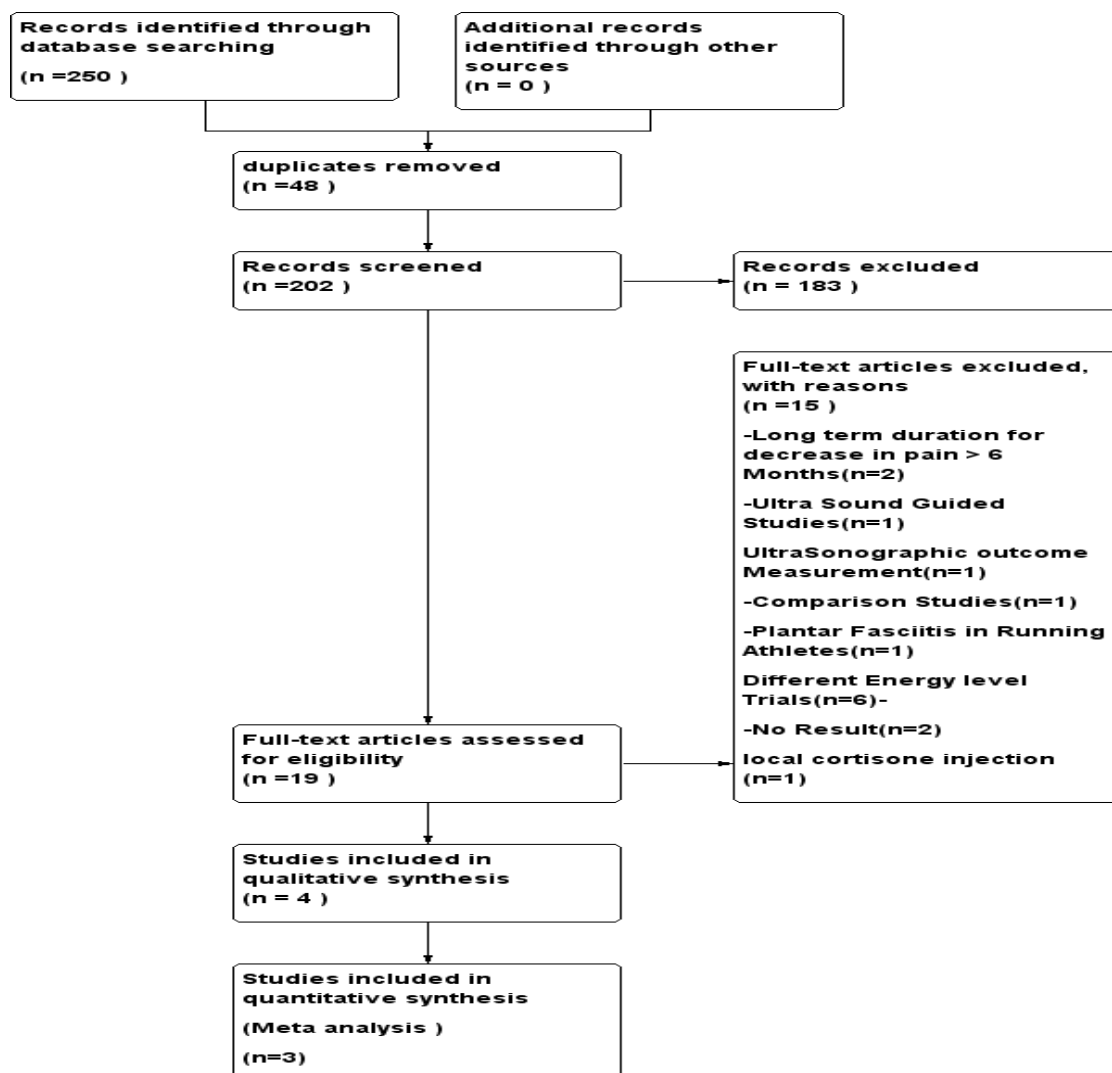 Records identified through
database searching
(n =250 )
Additional records
identified through other
sources
(n = 0 )
duplicates removed
(n =48 )
Records screened
(n =202 )
Records excluded
(n = 183 )
Full-text articles excluded,
with reasons
(n =15 )
-Long term duration for
decrease in pain > 6
Months(n=2)
-Ultra Sound Guided
Studies(n=1)
UltraSonographic outcome
Measurement(n=1)
-Comparison Studies(n=1)
-Plantar Fasciitis in Running
Athletes(n=1)
Different Energy level
Trials(n=6)-
-No Result(n=2)
local cortisone injection
(n=1)
Full-text articles assessed
for eligibility
(n =19 )
Studies included in
qualitative synthesis
(n = 4 )
Studies included in
quantitative synthesis
(Meta analysis )
(n=3)